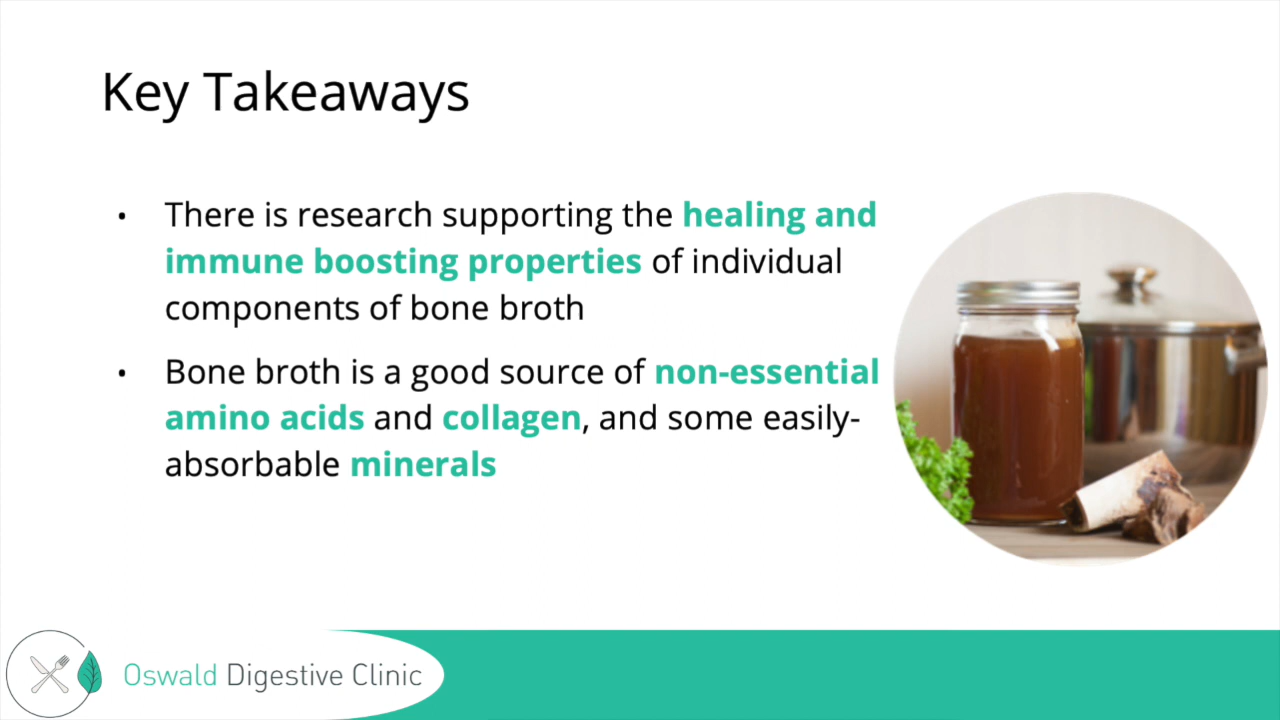 Key Takeaways
• There is research supporting the healing and
immune boosting properties of individual
components of bone broth
• Bone broth is a good source of non-essential
amino acids and collagen, and some easily-
absorbable minerals
Oswald Digestive Clinic